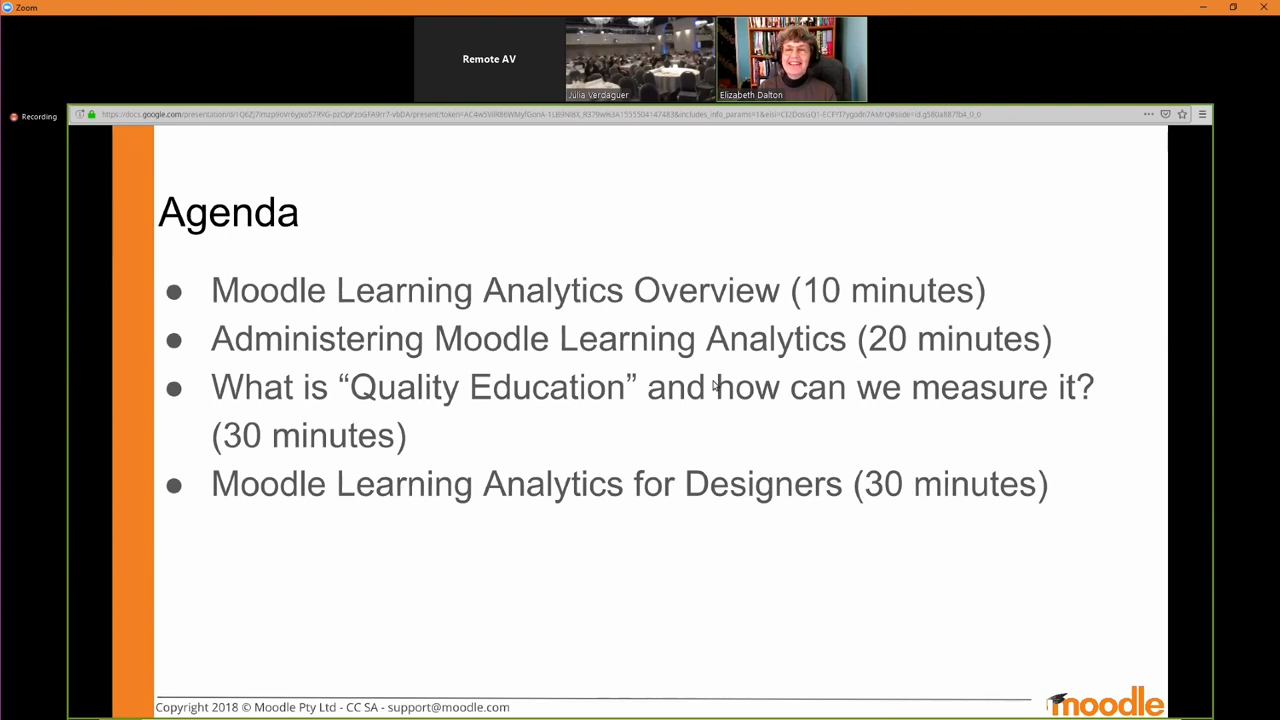 Zoom
Remote AV
Julia Verdaguer
Elizabeth Dalton
Recording
Agenda
● Moodle Learning Analytics Overview (10 minutes)
● Administering Moodle Learning Analytics (20 minutes)
● What is “Quality Education” and how can we measure it?
(30 minutes)
● Moodle Learning Analytics for Designers (30 minutes)
Copyright 2018 © Moodle Pty Ltd - CC SA - support@moodle.com
moodle